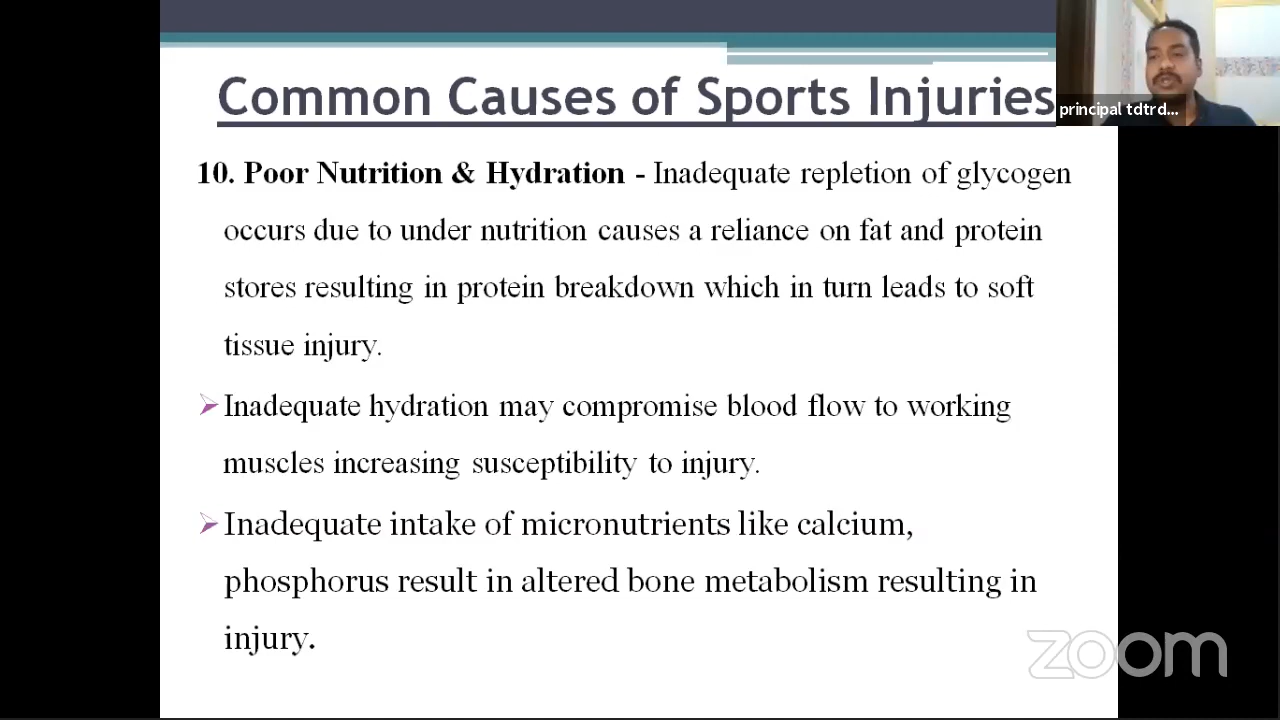 Common Causes of Sports Injuries
principal tdtrd...
10. Poor Nutrition & Hydration - Inadequate repletion of glycogen
occurs due to under nutrition causes a reliance on fat and protein
stores resulting in protein breakdown which in turn leads to soft
tissue injury.
Inadequate hydration may compromise blood flow to working
muscles increasing susceptibility to injury.
Inadequate intake of micronutrients like calcium,
phosphorus result in altered bone metabolism resulting in
injury.
zoom